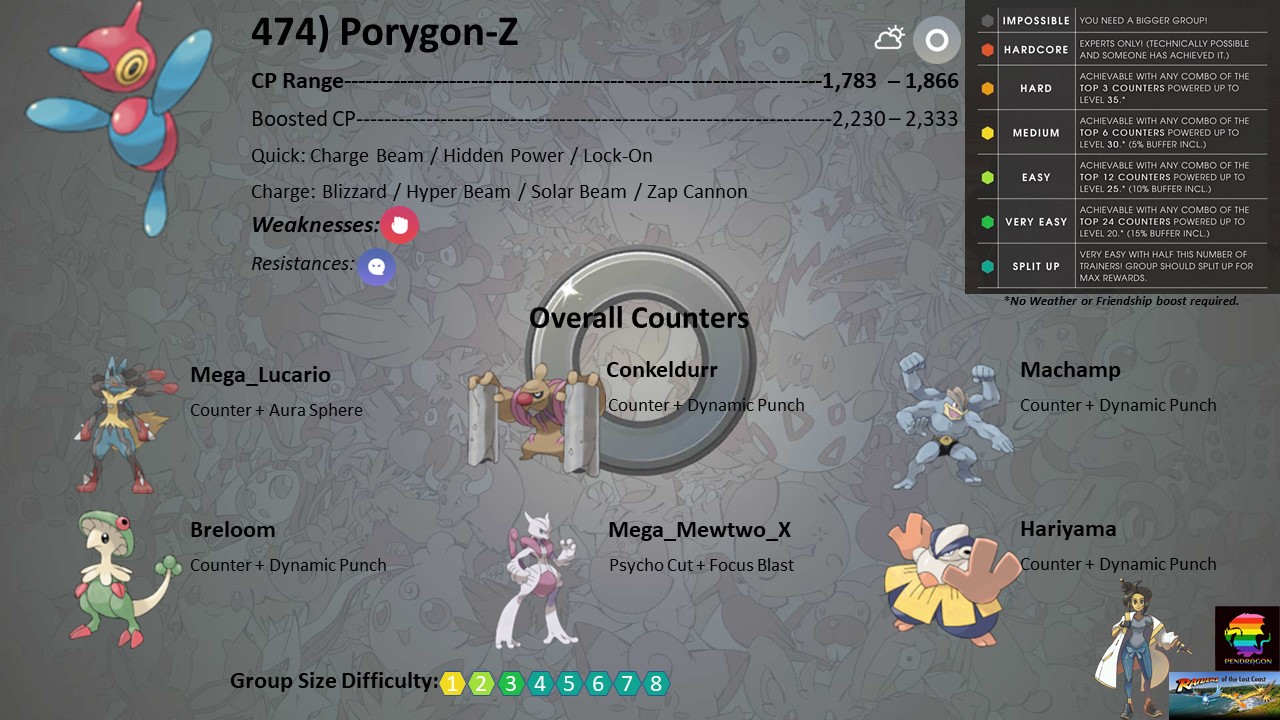 474) Porygon-Z
CP Range--------------------------------------------------------------------1,783 – 1,866
Boosted CP--------------------------------------------------------------------2,230 – 2,333
Quick: Charge Beam / Hidden Power / Lock-On
Charge: Blizzard / Hyper Beam / Solar Beam / Zap Cannon
Weaknesses:
Resistances:
IMPOSSIBLE YOU NEED A BIGGER GROUP!
HARDCORE EXPERTS ONLY! (TECHNICALLY POSSIBLE
AND SOMEONE HAS ACHIEVED IT.)
HARD ACHIEVABLE WITH ANY COMBO OF THE
TOP 3 COUNTERS POWERED UP TO
LEVEL 35.*
MEDIUM ACHIEVABLE WITH ANY COMBO OF THE
TOP 6 COUNTERS POWERED UP TO
LEVEL 30.* (5% BUFFER INCL.)
EASY ACHIEVABLE WITH ANY COMBO OF THE
TOP 12 COUNTERS POWERED UP TO
LEVEL 25.* (10% BUFFER INCL.)
VERY EASY ACHIEVABLE WITH ANY COMBO OF THE
TOP 24 COUNTERS POWERED UP TO
LEVEL 20.* (15% BUFFER INCL.)
SPLIT UP VERY EASY WITH HALF THIS NUMBER OF
TRAINERS! GROUP SHOULD SPLIT UP FOR
MAX REWARDS.
*No Weather or Friendship boost required.
Overall Counters
Mega_Lucario
Counter + Aura Sphere
Conkeldurr
Counter + Dynamic Punch
Machamp
Counter + Dynamic Punch
Breloom
Counter + Dynamic Punch
Mega_Mewtwo_X
Psycho Cut + Focus Blast
Hariyama
Counter + Dynamic Punch
Group Size Difficulty: 1 2 3 4 5 6 7 8
PENDROGON
RAIDERS of the Lost Coast